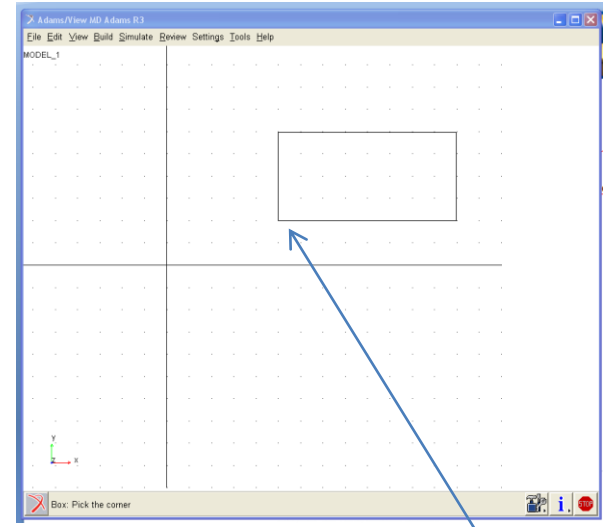 Adams/View MD Adams R3
File Edit View Build Simulate Review Settings Tools Help
MODEL_1
Y
Z X
Box: Pick the corner
i
STOP